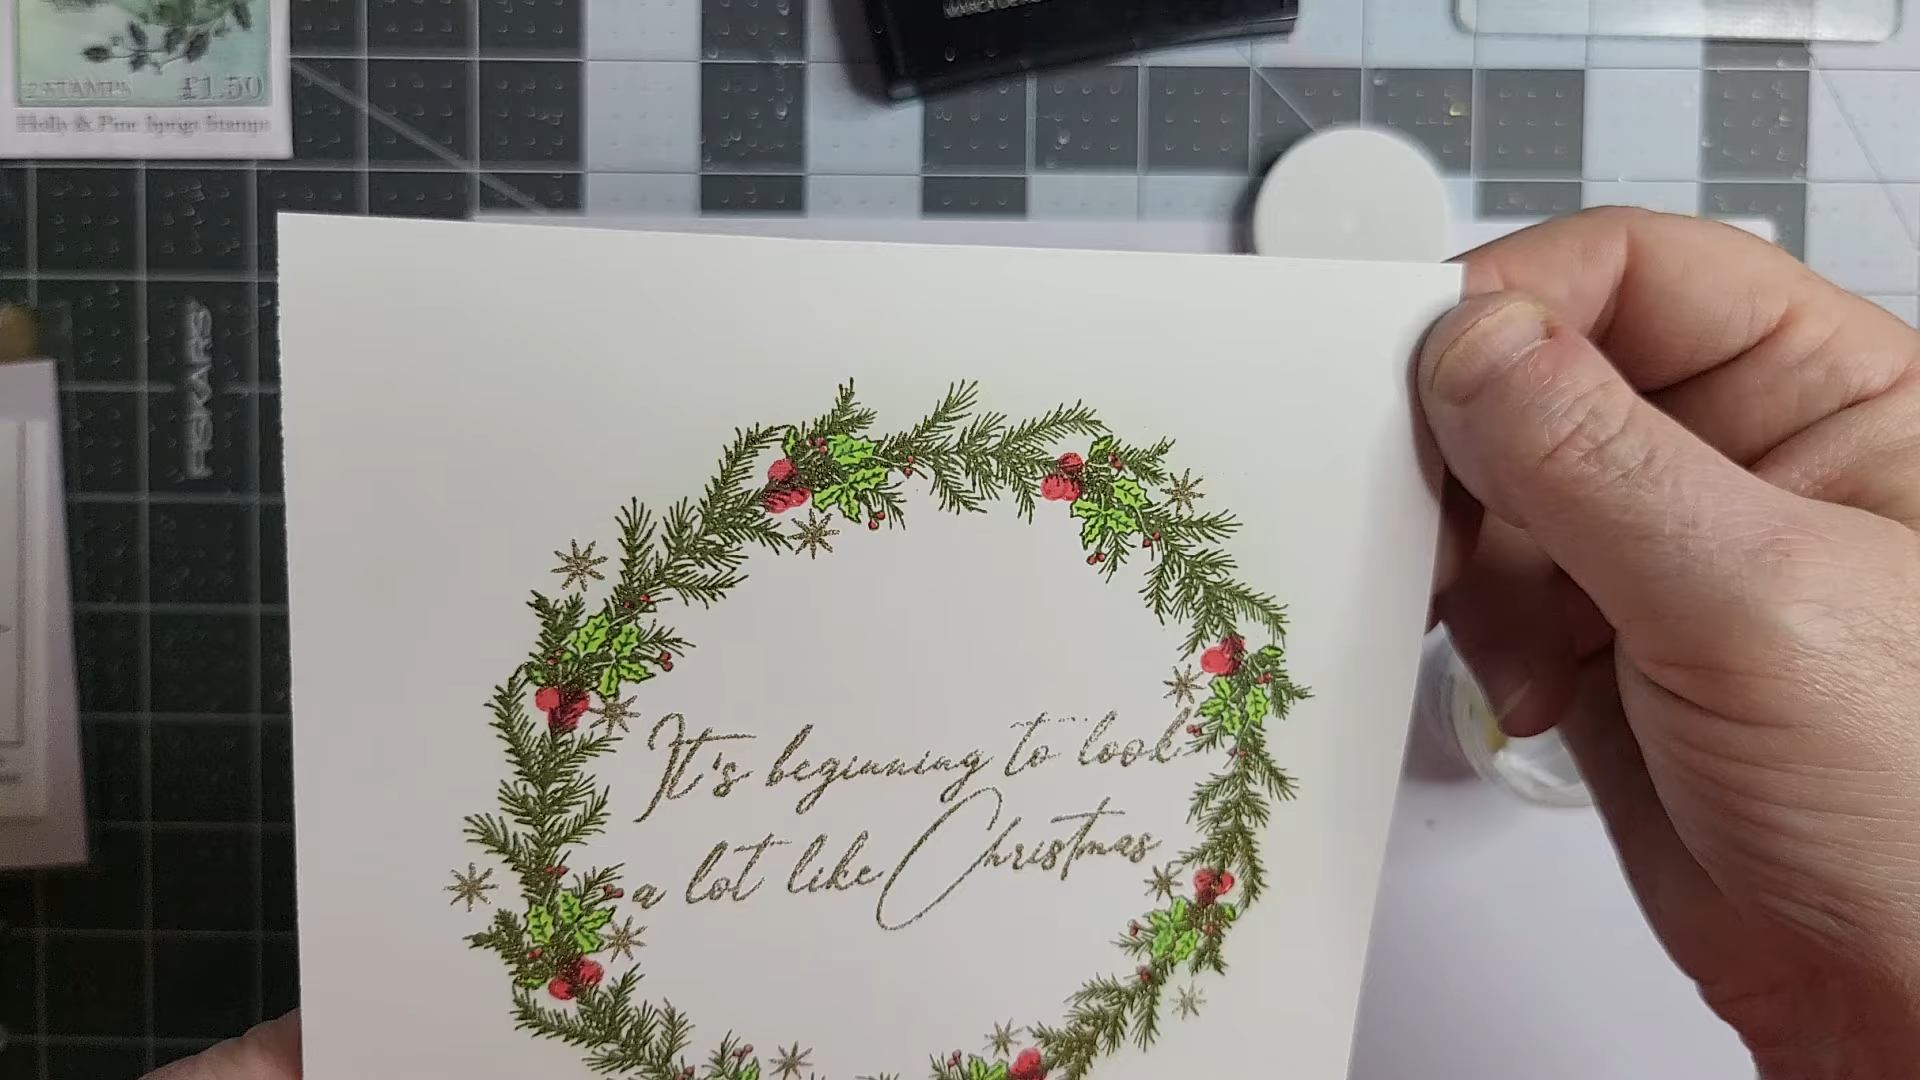 2 STAMPS £1.50
Holly & Pine Sprigs Stamps
FISKARS
It's beginning to look
a lot like Christmas